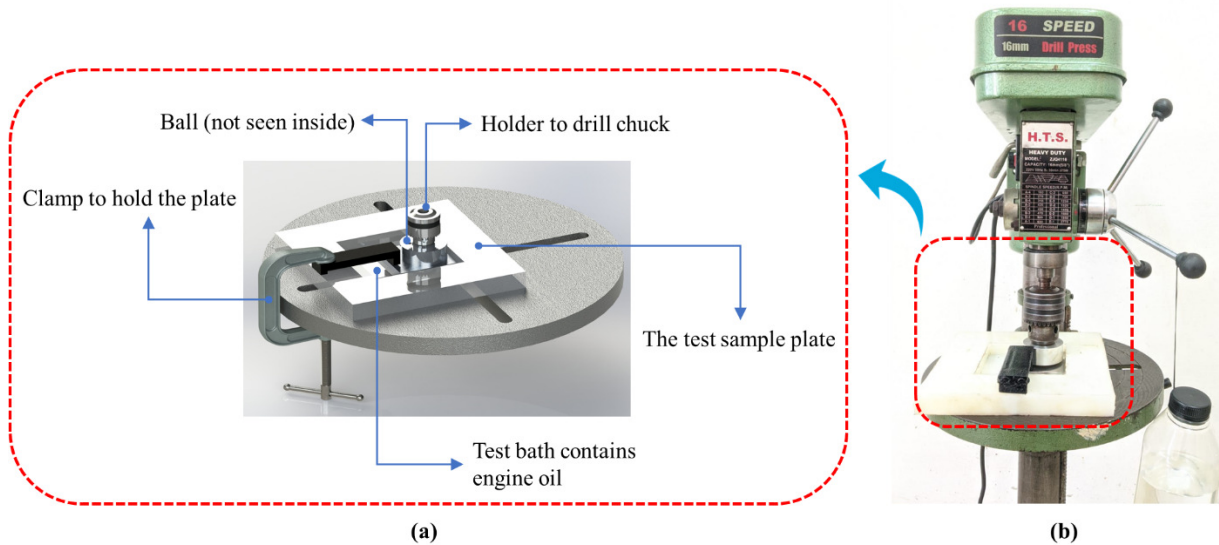 Ball (not seen inside)
Holder to drill chuck
Clamp to hold the plate
The test sample plate
Test bath contains
engine oil
(a)
16 SPEED
16mm Drill Press
H.T.S.
HEAVY DUTY
(b)